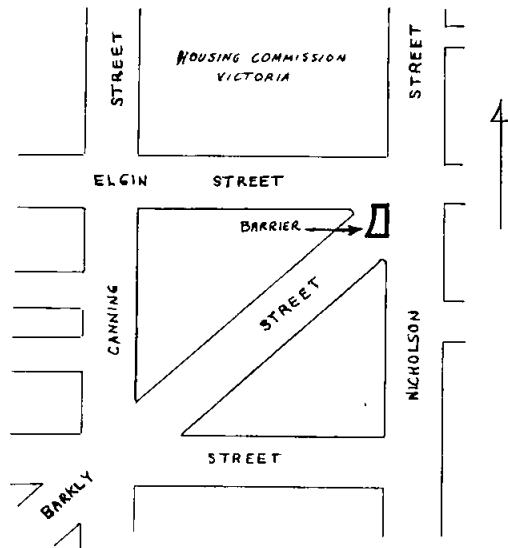 STREET
HOUSING COMMISSION
VICTORIA
STREET
ELGIN STREET
BARRIER
STREET
CANNING
NICHOLSON
STREET
BARKLY